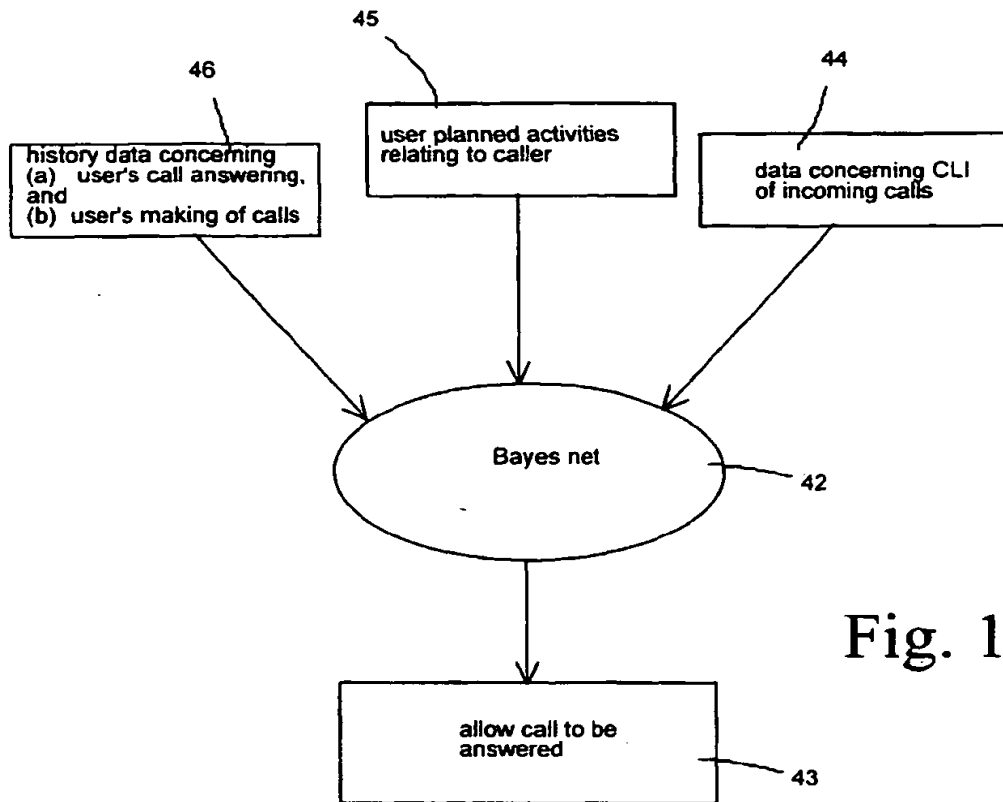 45
46
44
user planned activities
relating to caller
history data concerning
(a) user's call answering,
and
(b) user's making of calls
data concerning CLI
of incoming calls
Bayes net
42
Fig. 1
allow call to be
answered
43